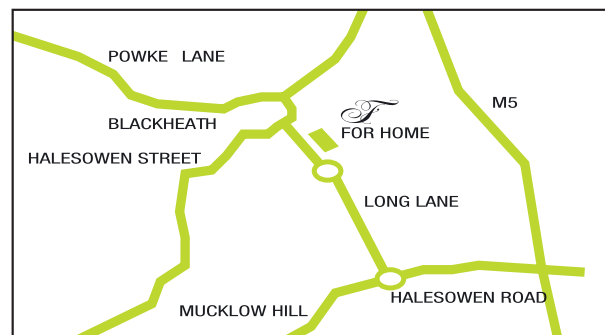 POWKE LANE
M5
F
BLACKHEATH
FOR HOME
HALESOWEN STREET
LONG LANE
HALESOWEN ROAD
MUCKLOW HILL